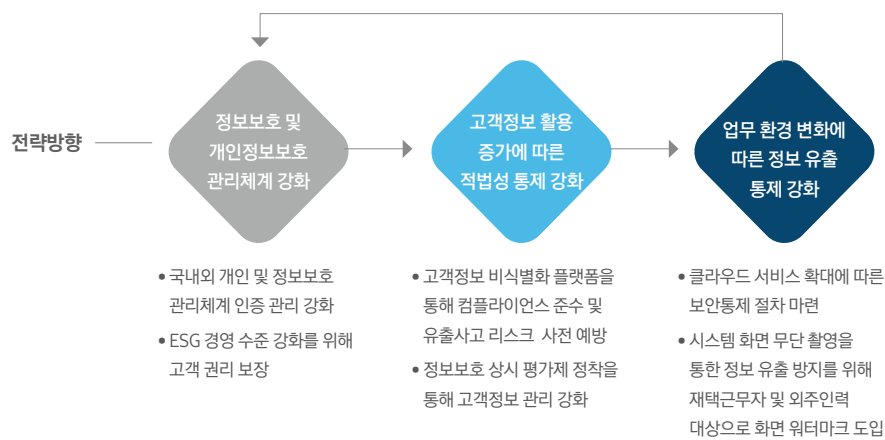 전략방향
정보보호 및
개인정보보호
관리체계 강화
고객정보 활용
증가에 따른
적법성 통제 강화
업무 환경 변화에
따른 정보 유출
통제 강화
• 국내외 개인 및 정보보호
관리체계 인증 관리 강화
• ESG 경영 수준 강화를 위해
고객 권리 보장
• 고객정보 비식별화 플랫폼을
통해 컴플라이언스 준수 및
유출사고 리스크 사전 예방
• 정보보호 상시 평가제 정착을
통해 고객정보 관리 강화
• 클라우드 서비스 확대에 따른
보안통제 절차 마련
• 시스템 화면 무단 촬영을
통한 정보 유출 방지를 위해
재택근무자 및 외주인력
대상으로 화면 워터마크 도입